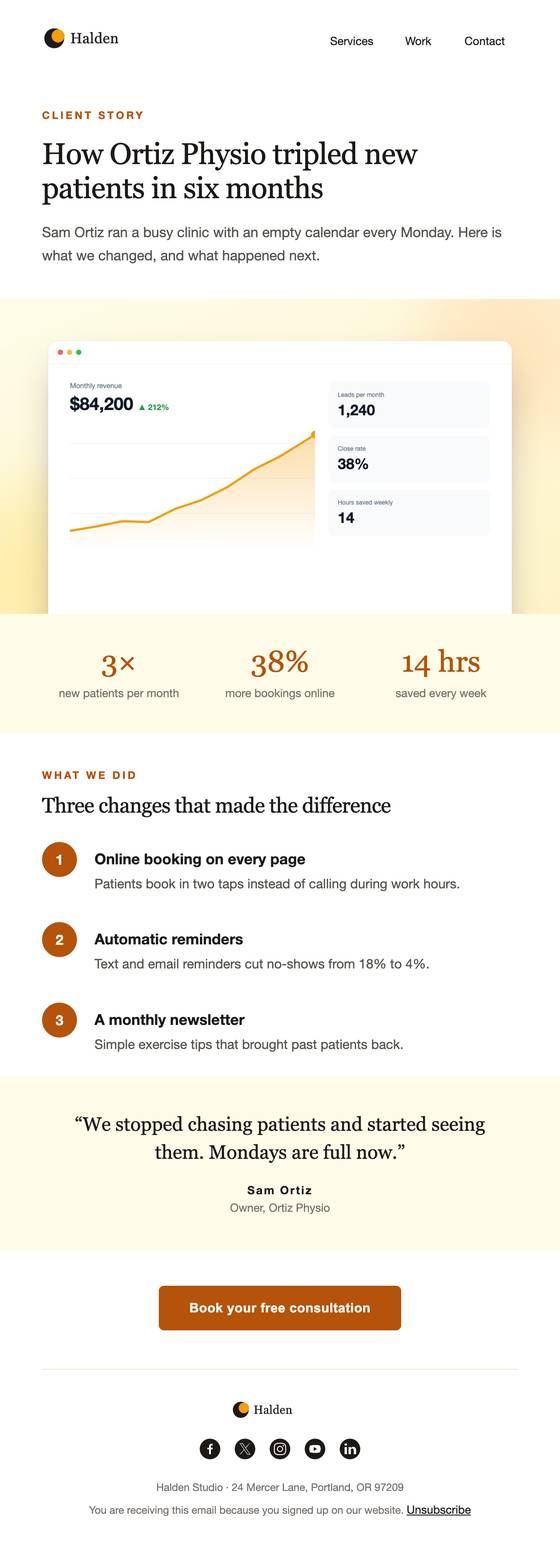 Halden
Services Work Contact
CLIENT STORY
How Ortiz Physio tripled new
patients in six months
Sam Ortiz ran a busy clinic with an empty calendar every Monday. Here is
what we changed, and what happened next.
Monthly revenue
$84,200 ▲ 212%
Leads per month
1,240
Close rate
38%
Hours saved weekly
14
3×
new patients per month
38%
more bookings online
14 hrs
saved every week
WHAT WE DID
Three changes that made the difference
1
Online booking on every page
Patients book in two taps instead of calling during work hours.
2
Automatic reminders
Text and email reminders cut no-shows from 18% to 4%.
3
A monthly newsletter
Simple exercise tips that brought past patients back.
“We stopped chasing patients and started seeing
them. Mondays are full now.”
Sam Ortiz
Owner, Ortiz Physio
Book your free consultation
Halden
Halden Studio · 24 Mercer Lane, Portland, OR 97209
You are receiving this email because you signed up on our website. Unsubscribe